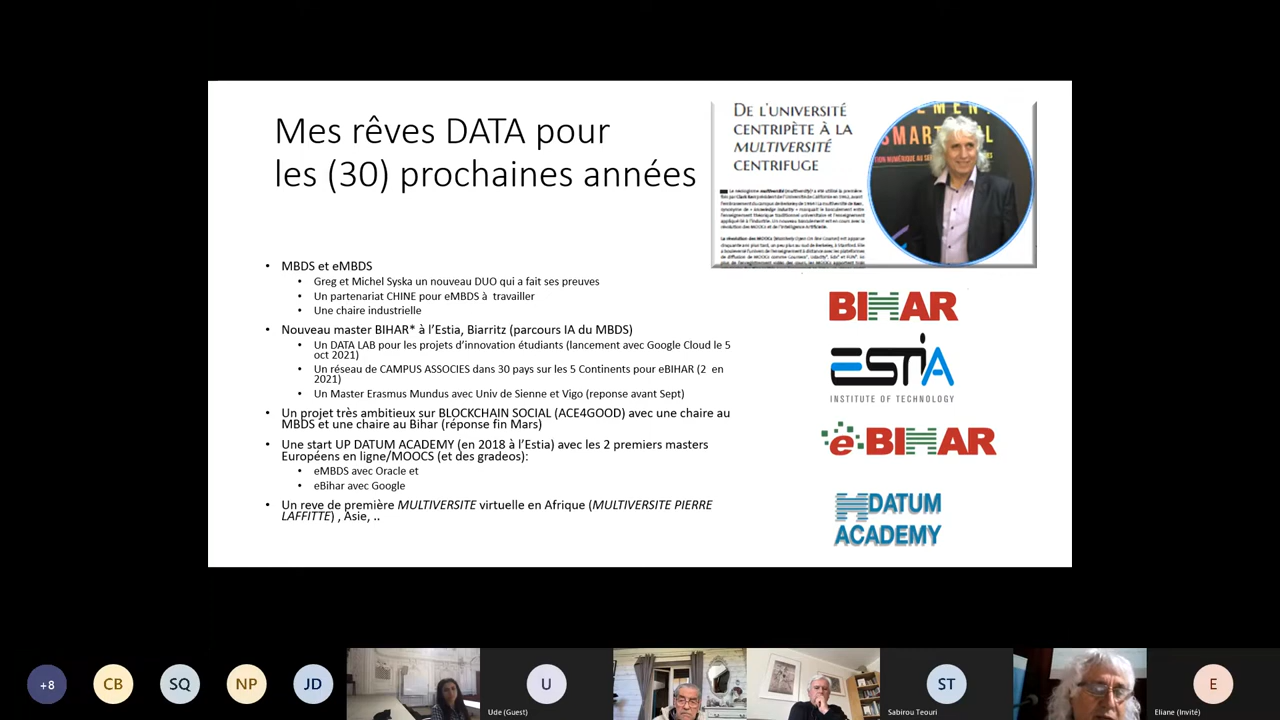 Mes rêves DATA pour
les (30) prochaines années
DE L'UNIVERSITÉ
CENTRIPÈTE À LA
MULTIVERSITÉ
CENTRIFUGE
EMENT
SMART
MBDS et eMBDS
Greg et Michel Syska un nouveau DUO qui a fait ses preuves
Un partenariat CHINE pour eMBDS à travailler
Une chaire industrielle
Nouveau master BIHAR* à l'Estia, Biarritz (parcours IA du MBDS)
Un DATA LAB pour les projets d'innovation étudiants (lancement avec Google Cloud le 5
oct 2021)
Un réseau de CAMPUS ASSOCIES dans 30 pays sur les 5 Continents pour eBIHAR (2 en
2021)
Un Master Erasmus Mundus avec Univ de Sienne et Vigo (reponse avant Sept)
Un projet très ambitieux sur BLOCKCHAIN SOCIAL (ACE4GOOD) avec une chaire au
MBDS et une chaire au Bihar (réponse fin Mars)
Une start UP DATUM ACADEMY (en 2018 à l'Estia) avec les 2 premiers masters
Européens en ligne/MOOCS (et des gradeos):
eMBDS avec Oracle et
eBihar avec Google
Un reve de première MULTIVERSITE virtuelle en Afrique (MULTIVERSITE PIERRE
LAFFITTE) , Asie, ..
BIHAR
ESTIA
INSTITUTE OF TECHNOLOGY
e-BIHAR
DATUM
ACADEMY
+8
CB
SQ
NP
JD
U
Ude (Guest)
ST
Sabirou Teouri
E
Eliane (Invité)